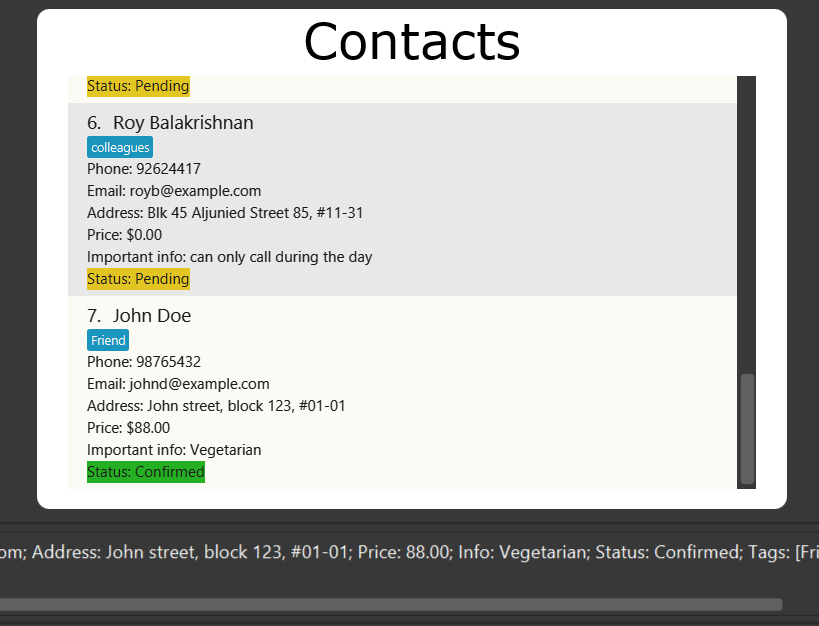 Contacts
Status: Pending
6. Roy Balakrishnan
colleagues
Phone: 92624417
Email: royb@example.com
Address: Blk 45 Aljunied Street 85, #11-31
Price: $0.00
Important info: can only call during the day
Status: Pending
7. John Doe
Friend
Phone: 98765432
Email: johnd@example.com
Address: John street, block 123, #01-01
Price: $88.00
Important info: Vegetarian
Status: Confirmed
om; Address: John street, block 123, #01-01; Price: 88.00; Info: Vegetarian; Status: Confirmed; Tags: [Fri